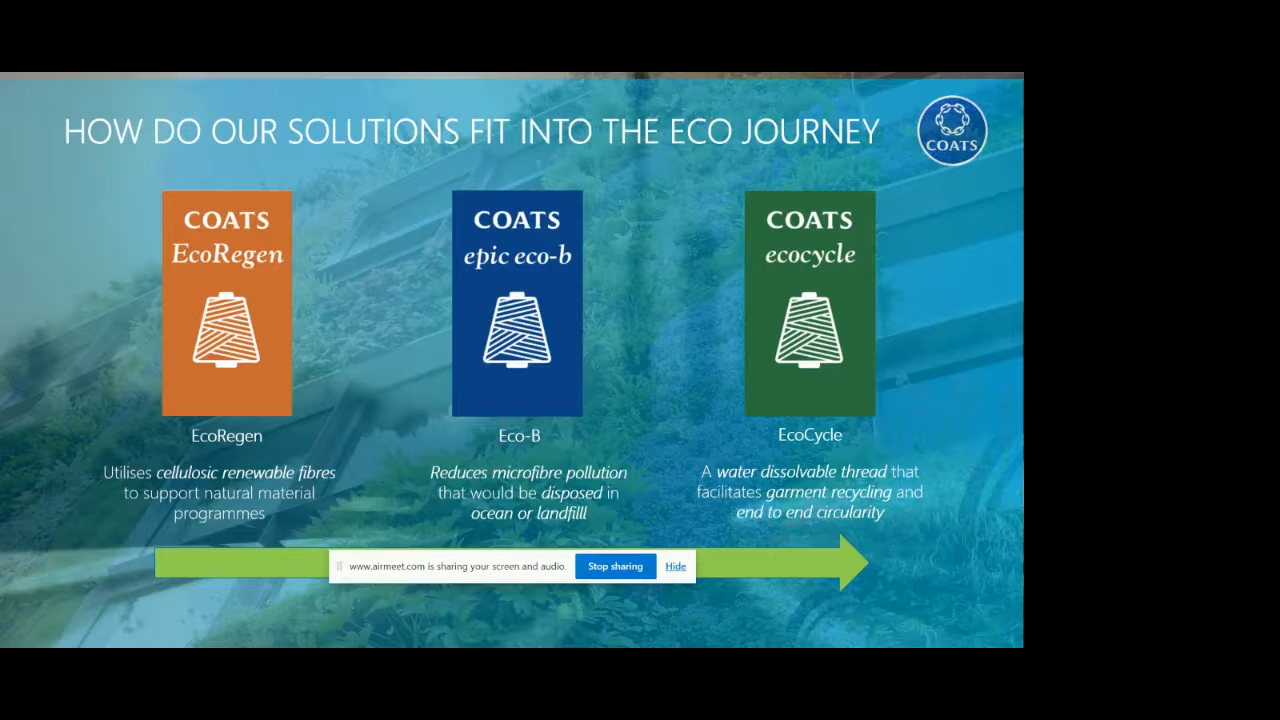 HOW DO OUR SOLUTIONS FIT INTO THE ECO JOURNEY
COATS
COATS
EcoRegen
COATS
epic eco-b
COATS
ecocycle
EcoRegen
Utilises cellulosic renewable fibres
to support natural material
programmes
Eco-B
Reduces microfibre pollution
that would be disposed in
ocean or landfilll
EcoCycle
A water dissolvable thread that
facilitates garment recycling and
end to end circularity
www.airmeet.com is sharing your screen and audio.
Stop sharing
Hide